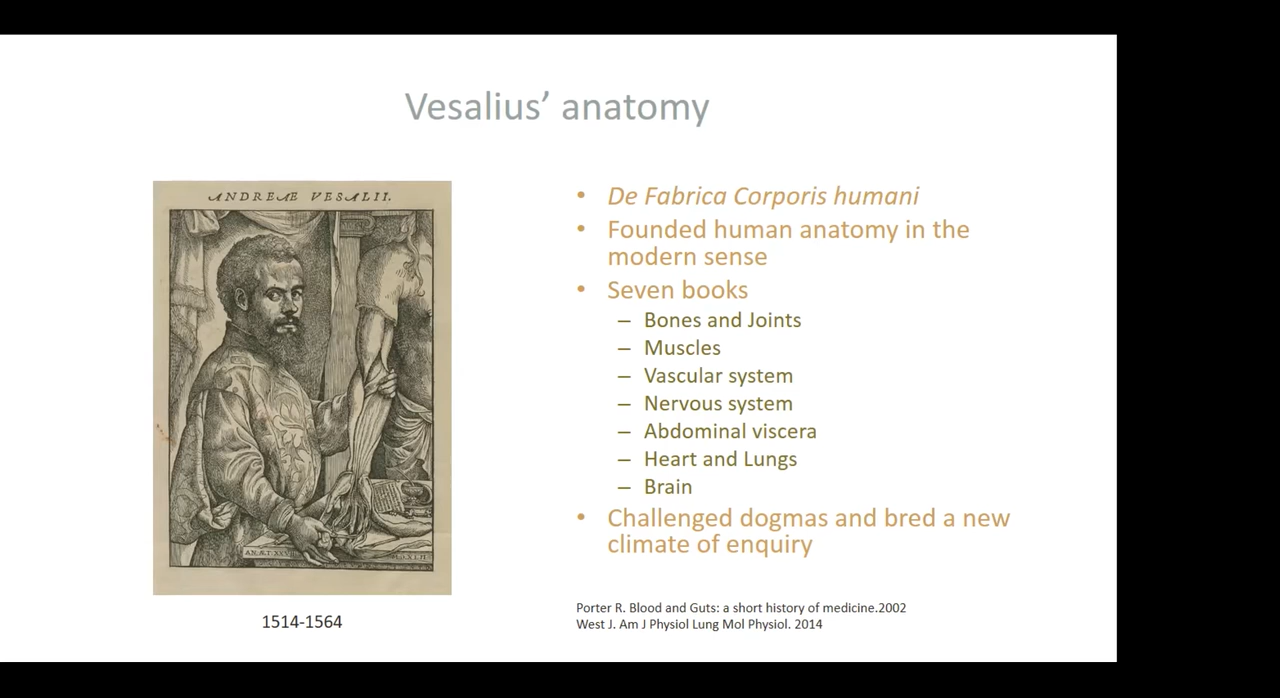 Vesalius’ anatomy
ANDREÆ VESALII.
1514-1564
• De Fabrica Corporis humani
• Founded human anatomy in the
modern sense
• Seven books
– Bones and Joints
– Muscles
– Vascular system
– Nervous system
– Abdominal viscera
– Heart and Lungs
– Brain
• Challenged dogmas and bred a new
climate of enquiry
Porter R. Blood and Guts: a short history of medicine.2002
West J. Am J Physiol Lung Mol Physiol. 2014